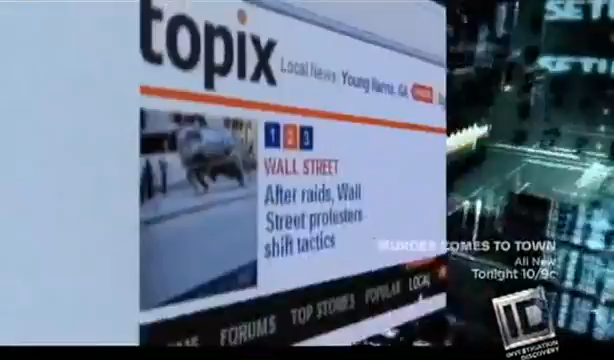 topix
Local News: Young Harris, GA
1 2 3
WALL STREET
After raids, Wall
Street protesters
shift tactics
FORUMS TOP STORIES POPULAR LOCAL
MURDER COMES TO TOWN
All New
Tonight 10/9c
ID
INVESTIGATION
DISCOVERY